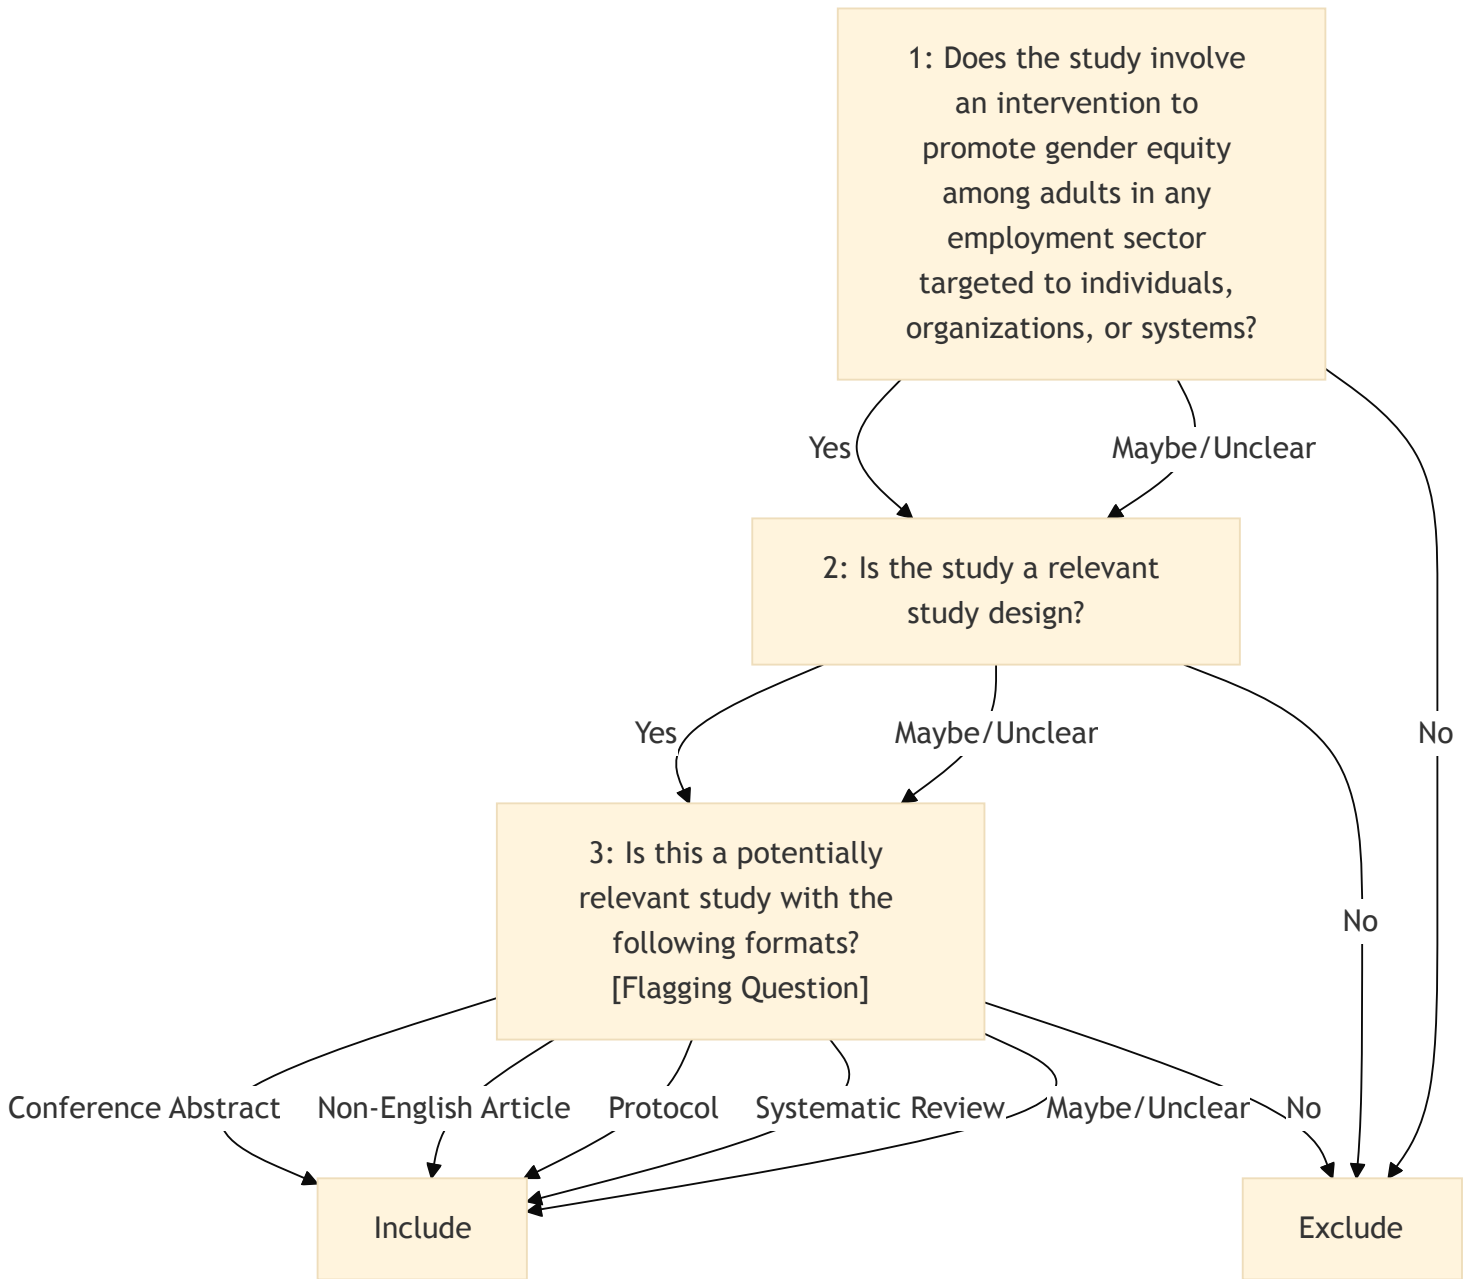 1: Does the study involve
an intervention to
promote gender equity
among adults in any
employment sector
targeted to individuals,
organizations, or systems?
Yes
Maybe/Unclear
2: Is the study a relevant
study design?
Yes
Maybe/Unclear
No
3: Is this a potentially
relevant study with the
following formats?
[Flagging Question]
No
Conference Abstract
Non-English Article
Protocol
Systematic Review
Maybe/Unclear
No
Include
Exclude